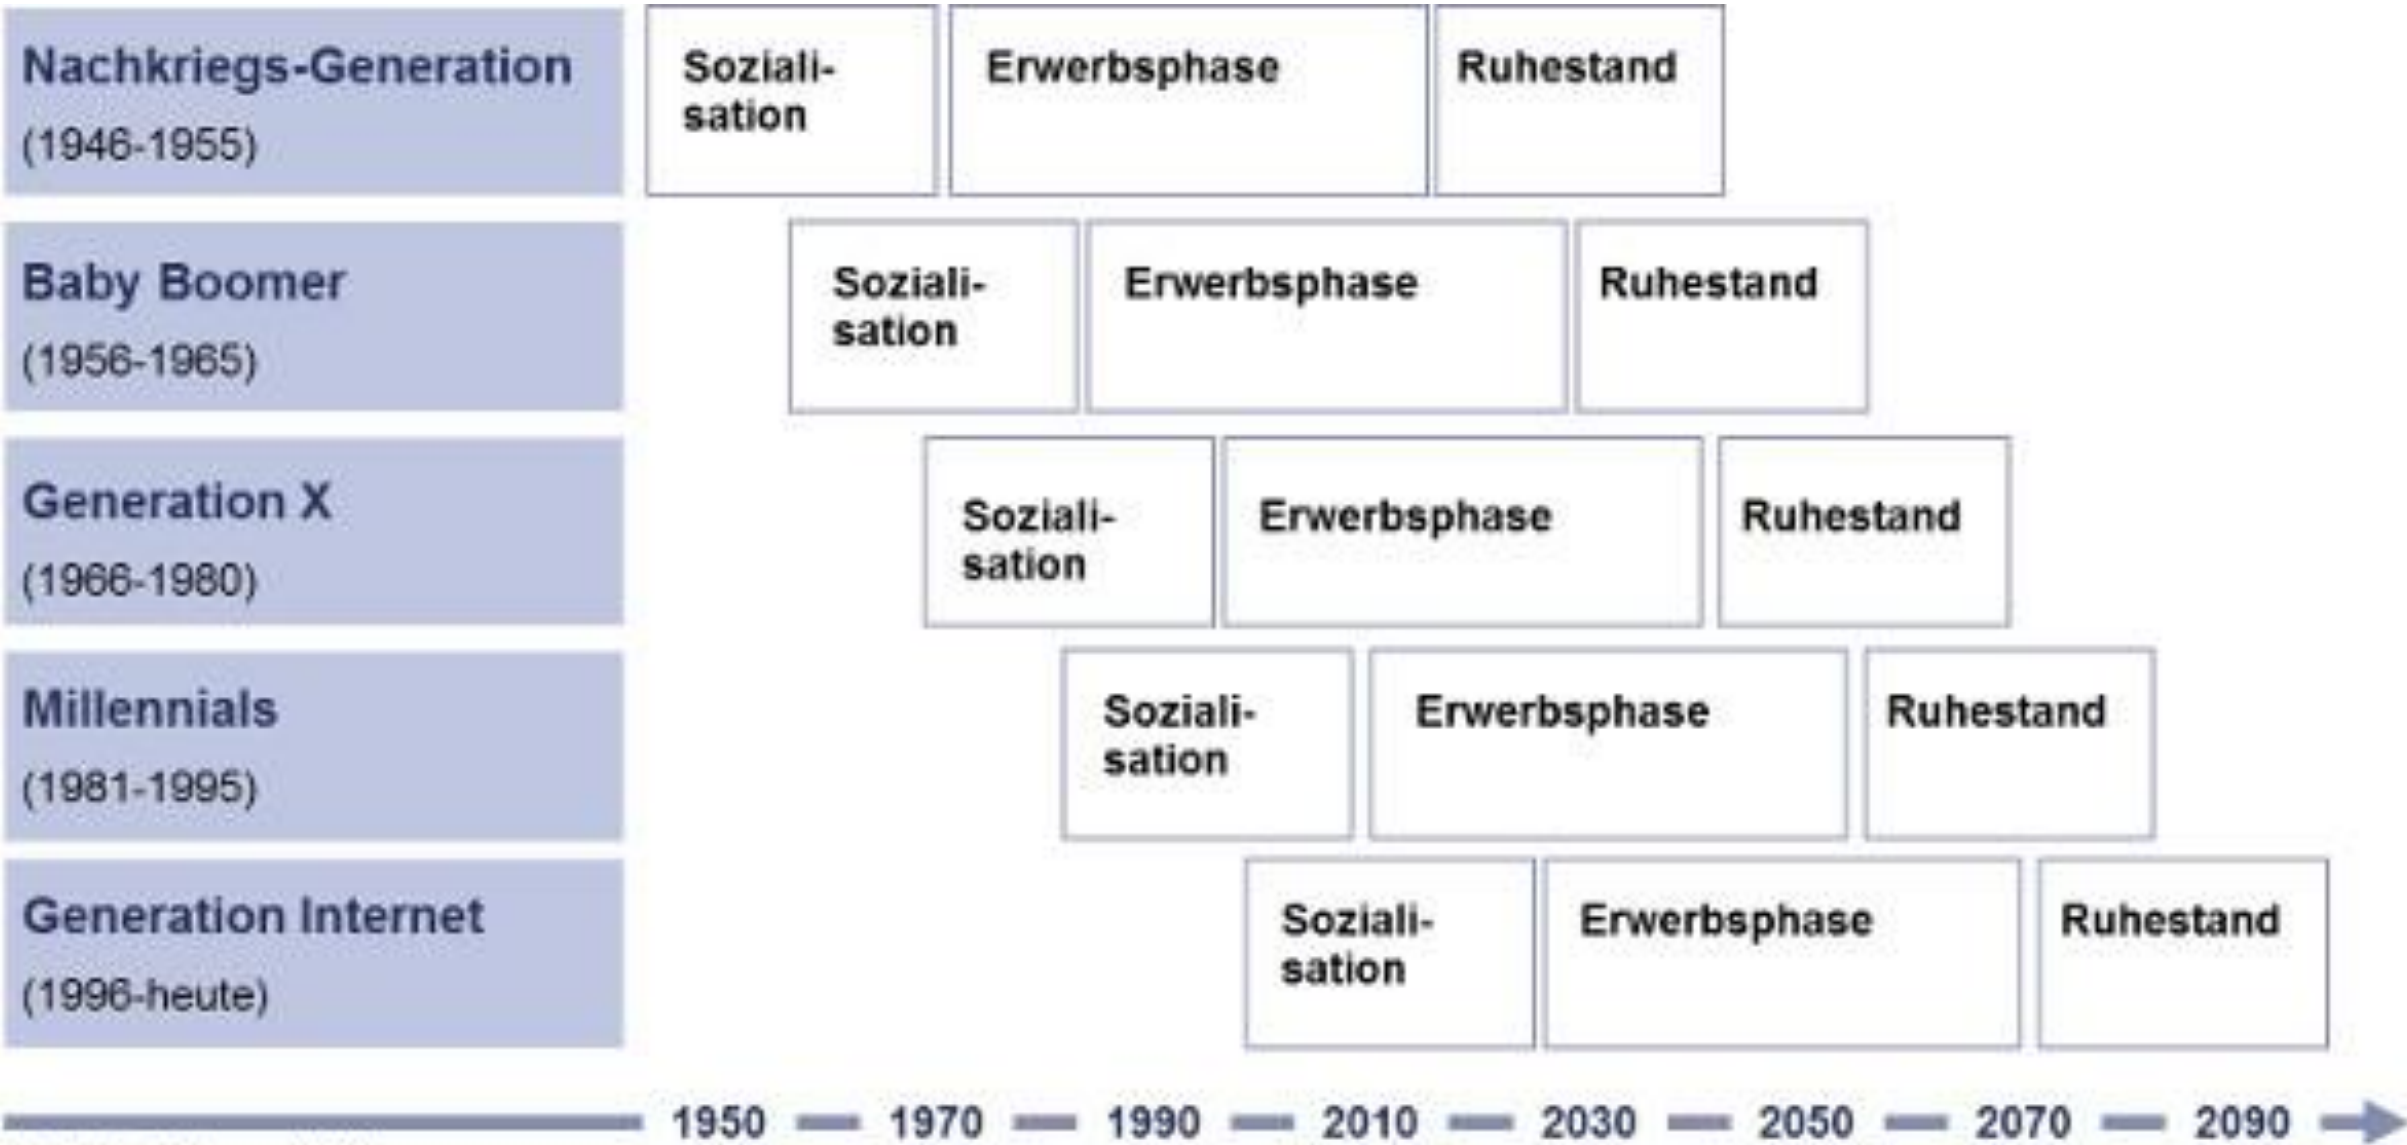 Nachkriegs-Generation
(1946-1955)
Soziali-
sation
Erwerbsphase
Ruhestand
Baby Boomer
(1956-1965)
Soziali-
sation
Erwerbsphase
Ruhestand
Generation X
(1966-1980)
Soziali-
sation
Erwerbsphase
Ruhestand
Millennials
(1981-1995)
Soziali-
sation
Erwerbsphase
Ruhestand
Generation Internet
(1996-heute)
Soziali-
sation
Erwerbsphase
Ruhestand
1950 1970 1990 2010 2030 2050 2070 2090